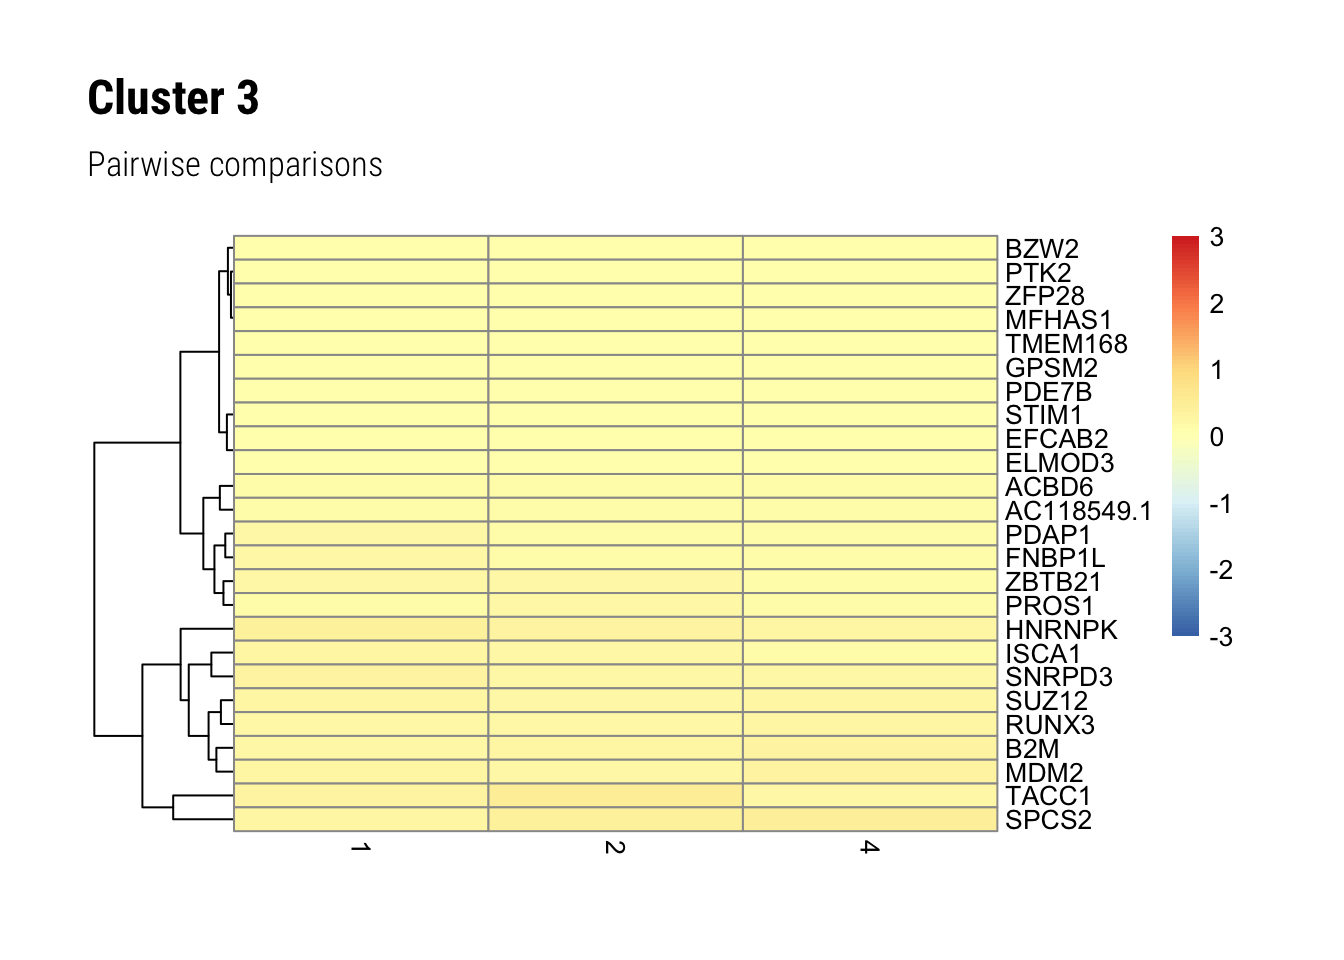 Cluster 3
Pairwise comparisons
BZW2
PTK2
ZFP28
MFHAS1
TMEM168
GPSM2
PDE7B
STIM1
EFCAB2
ELMOD3
ACBD6
AC118549.1
PDAP1
FNBP1L
ZBTB21
PROS1
HNRNPK
ISCA1
SNRPD3
SUZ12
RUNX3
B2M
MDM2
TACC1
SPCS2
3
2
1
0
-1
-2
-3
1
2
4